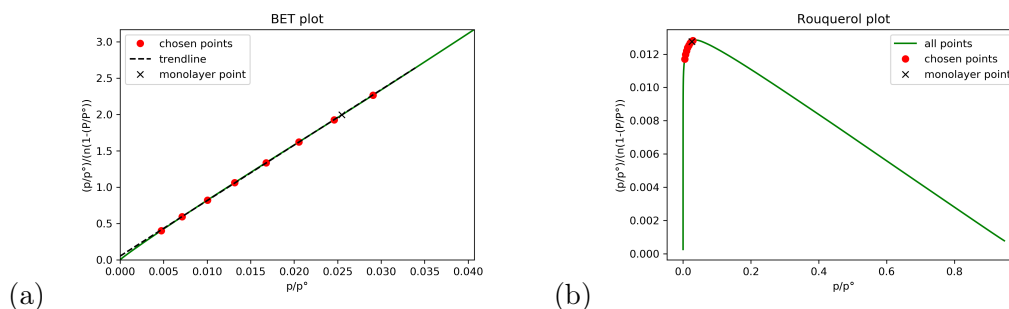 BET plot
(p/p°)/(n(1-(P/P°))
3.0
2.5
2.0
1.5
1.0
0.5
0.0
chosen points
trendline
monolayer point
0.000 0.005 0.010 0.015 0.020 0.025 0.030 0.035 0.040
p/p°
(a)
Rouquerol plot
(p/p°)/(n(1-(P/P°))
0.012
0.010
0.008
0.006
0.004
0.002
0.000
all points
chosen points
monolayer point
0.0 0.2 0.4 0.6 0.8
p/p°
(b)